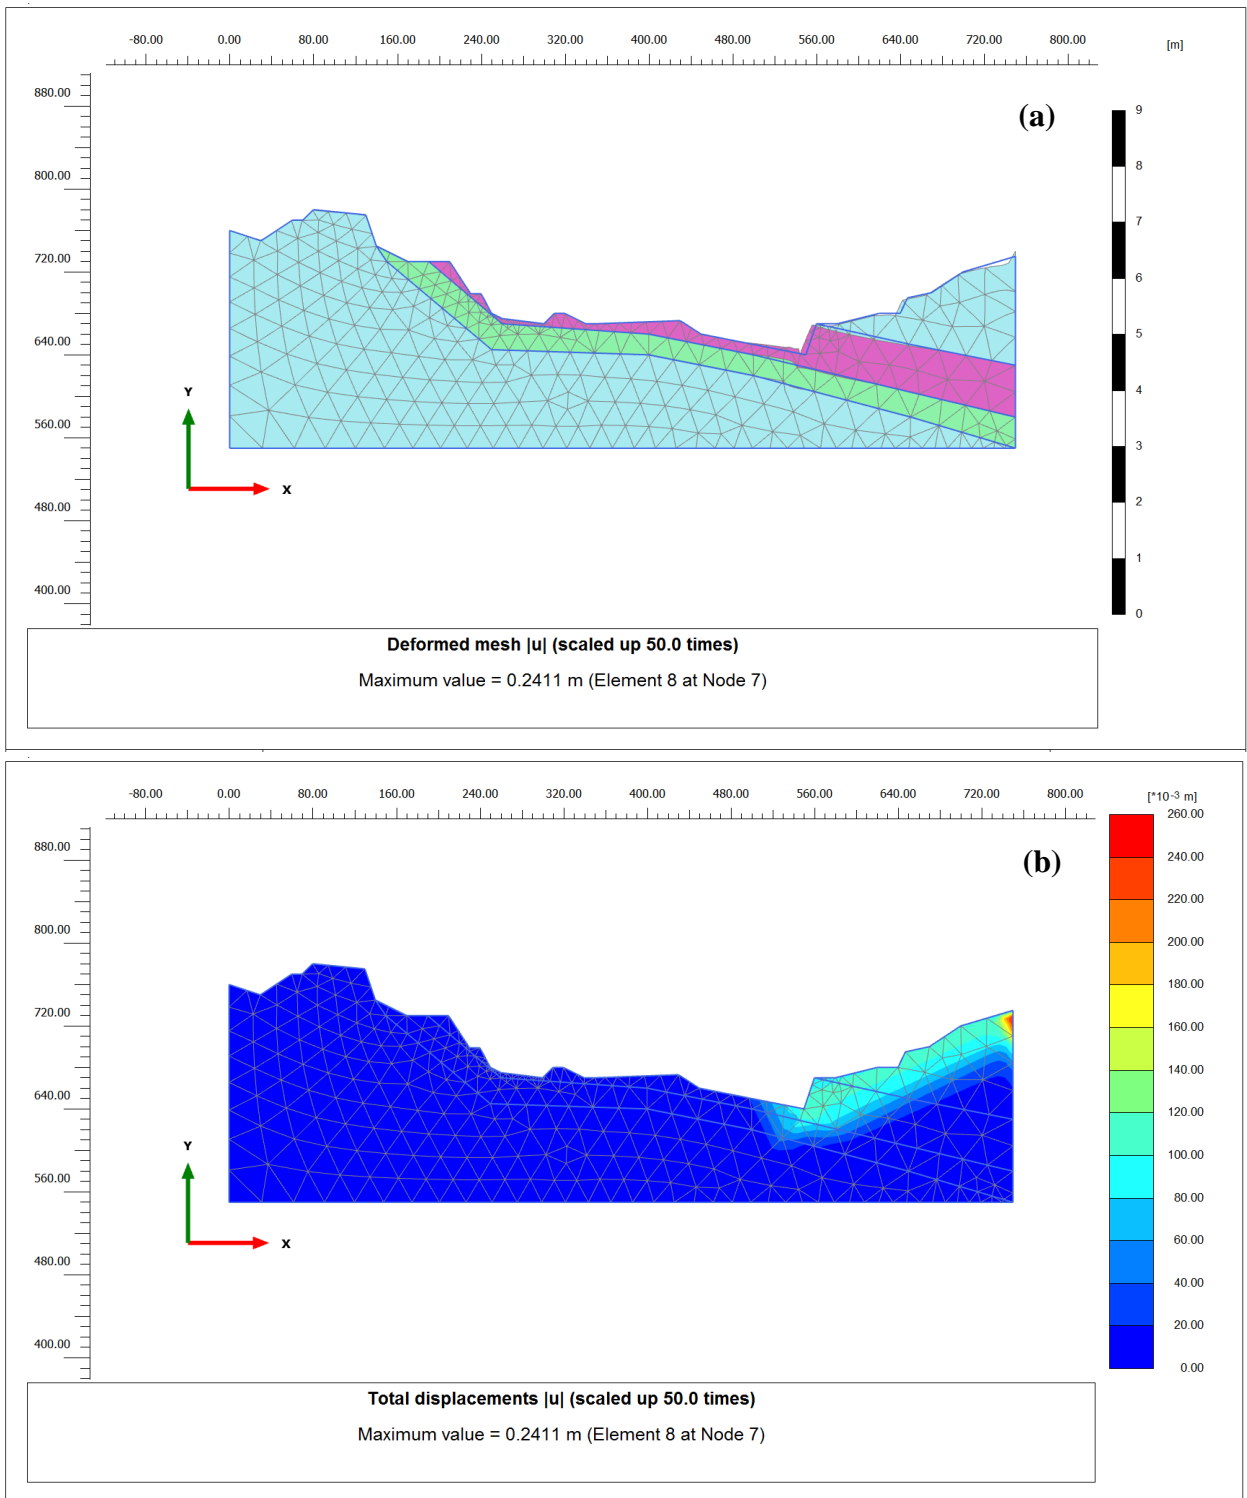 -80.00 0.00 80.00 160.00 240.00 320.00 400.00 480.00 560.00 640.00 720.00 800.00
[m]
880.00
(a)
9
8
800.00
7
720.00
6
5
640.00
4
Y
560.00
3
X
480.00
2
1
400.00
0
Deformed mesh |u| (scaled up 50.0 times)
Maximum value = 0.2411 m (Element 8 at Node 7)
-80.00 0.00 80.00 160.00 240.00 320.00 400.00 480.00 560.00 640.00 720.00 800.00
[*10-3 m]
260.00
880.00
(b)
240.00
220.00
800.00
200.00
180.00
720.00
160.00
140.00
640.00
120.00
Y
100.00
560.00
80.00
X
60.00
480.00
40.00
20.00
400.00
0.00
Total displacements |u| (scaled up 50.0 times)
Maximum value = 0.2411 m (Element 8 at Node 7)